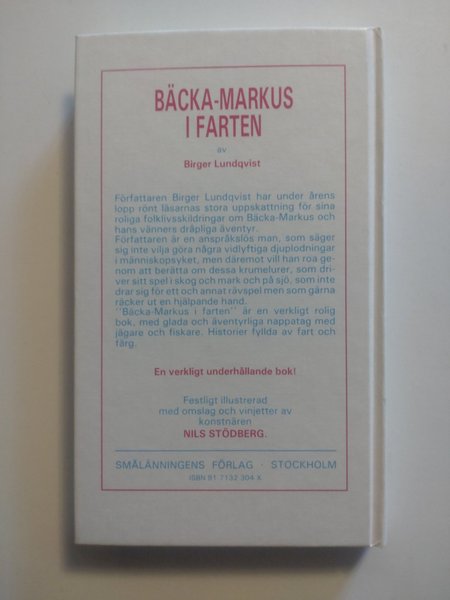 BÄCKA-MARKUS
I FARTEN
av
Birger Lundqvist
Författaren Birger Lundqvist har under årens
lopp rönt läsarnas stora uppskattning för sina
roliga folklivsskildringar om Bäcka-Markus och
hans vänners dråpliga äventyr.
Författaren är en anspråkslös man, som säger
sig inte vilja göra några vidlyftiga djuplodningar
i människopsyket, men däremot vill han roa ge-
nom att berätta om dessa krumelurer, som dri-
ver sitt spel i skog och mark och på sjö, som inte
drar sig för ett och annat rävspel men som gärna
räcker ut en hjälpande hand.
''Bäcka-Markus i farten'' är en verkligt rolig
bok, med glada och äventyrliga nappatag med
jägare och fiskare. Historier fyllda av fart och
färg.
En verkligt underhållande bok!
Festligt illustrerad
med omslag och vinjetter av
konstnären
NILS STÖDBERG.
SMÅLÄNNINGENS FÖRLAG · STOCKHOLM
ISBN 91 7132 304 X